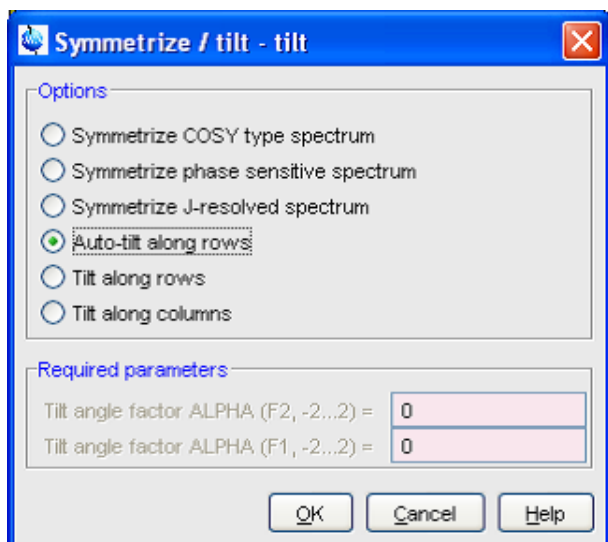 Symmetrize / tilt - tilt
Options
Symmetrize COSY type spectrum
Symmetrize phase sensitive spectrum
Symmetrize J-resolved spectrum
Auto-tilt along rows
Tilt along rows
Tilt along columns
Required parameters
Tilt angle factor ALPHA (F2, -2...2) = 0
Tilt angle factor ALPHA (F1, -2...2) = 0
OK Cancel Help